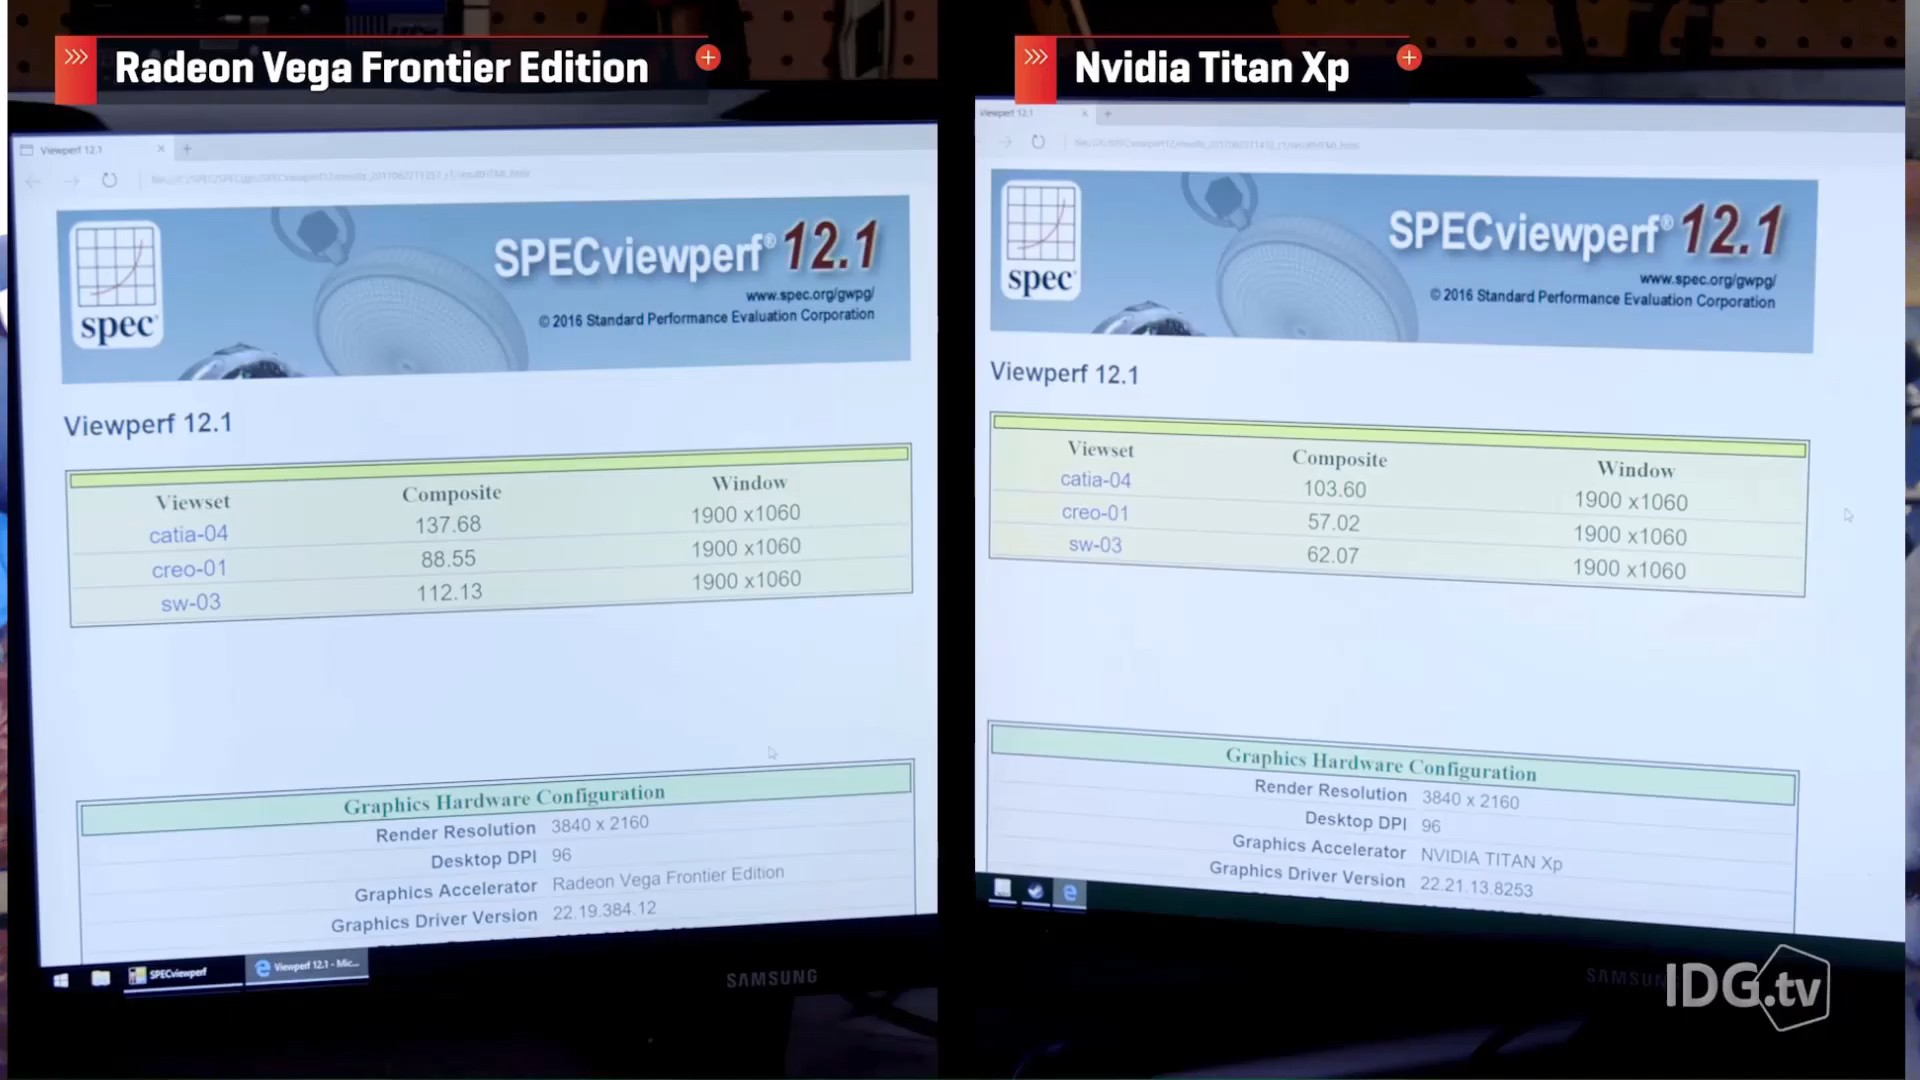 Radeon Vega Frontier Edition
Viewperf 12.1
spec
SPECviewperf® 12.1
www.spec.org/gwpg/
© 2016 Standard Performance Evaluation Corporation
Viewperf 12.1
Viewset Composite Window
catia-04 137.68 1900 x1060
creo-01 88.55 1900 x1060
sw-03 112.13 1900 x1060
Graphics Hardware Configuration
Render Resolution 3840 x 2160
Desktop DPI 96
Graphics Accelerator Radeon Vega Frontier Edition
Graphics Driver Version 22.19.384.12
SPECviewperf
Viewperf 12.1 - Mic...
SAMSUNG
Nvidia Titan Xp
Viewperf 12.1
spec
SPECviewperf® 12.1
www.spec.org/gwpg/
© 2016 Standard Performance Evaluation Corporation
Viewperf 12.1
Viewset Composite Window
catia-04 103.60 1900 x1060
creo-01 57.02 1900 x1060
sw-03 62.07 1900 x1060
Graphics Hardware Configuration
Render Resolution 3840 x 2160
Desktop DPI 96
Graphics Accelerator NVIDIA TITAN Xp
Graphics Driver Version 22.21.13.8253
SAMSUNG
IDG.tv